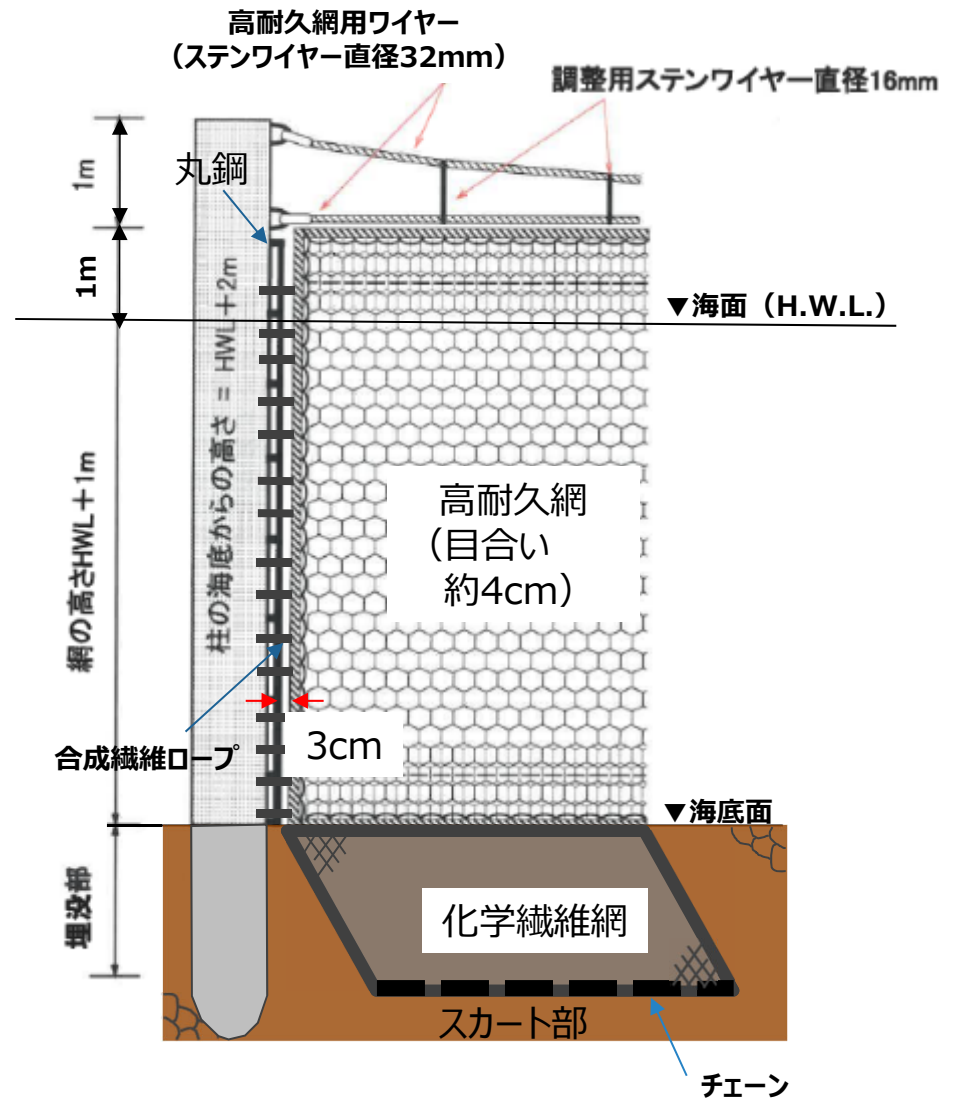 高耐久網用ワイヤー
（ステンワイヤー直径32mm）
調整用ステンワイヤー直径16mm
1m
丸鋼
1m
▼海面（H.W.L.）
柱の海底からの高さ = HWL＋2m
網の高さHWL＋1m
高耐久網
（目合い
約4cm）
3cm
合成繊維ロープ
▼海底面
埋没部
化学繊維網
スカート部
チェーン